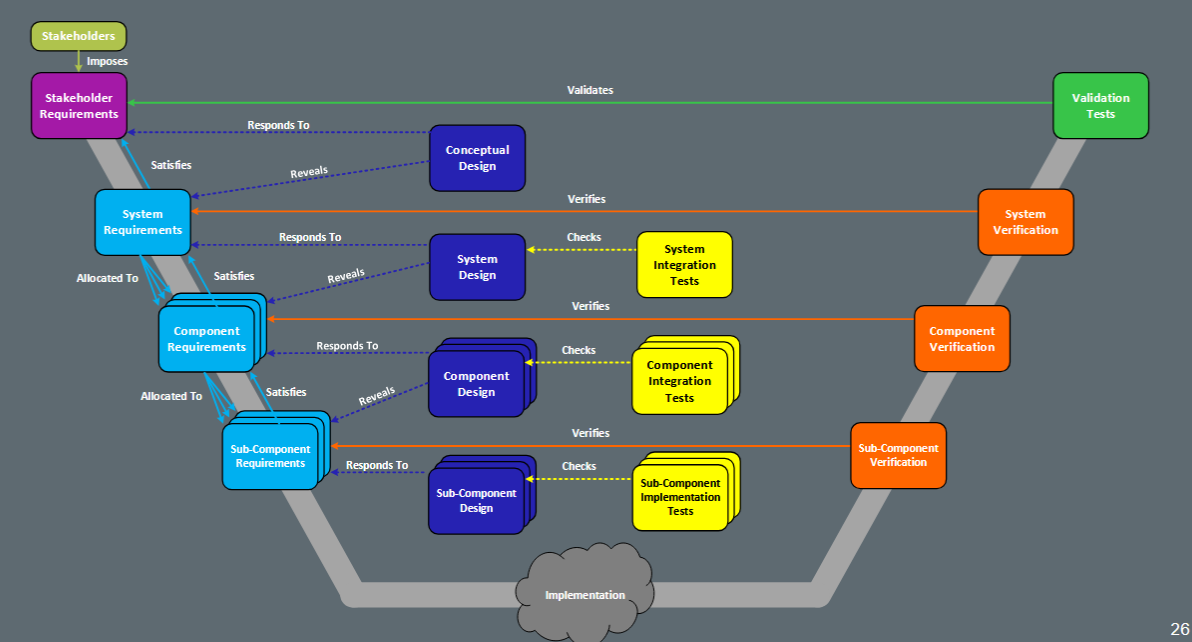 Stakeholders
Imposes
Stakeholder
Requirements
Validates
Validation
Tests
Responds To
Conceptual
Design
Satisfies
Reveals
System
Requirements
Verifies
System
Verification
Responds To
System
Design
Checks
System
Integration
Tests
Allocated To
Satisfies
Reveals
Component
Requirements
Verifies
Component
Verification
Responds To
Component
Design
Checks
Component
Integration
Tests
Allocated To
Satisfies
Reveals
Sub-Component
Requirements
Verifies
Sub-Component
Verification
Responds To
Sub-Component
Design
Checks
Sub-Component
Implementation
Tests
Implementation
26